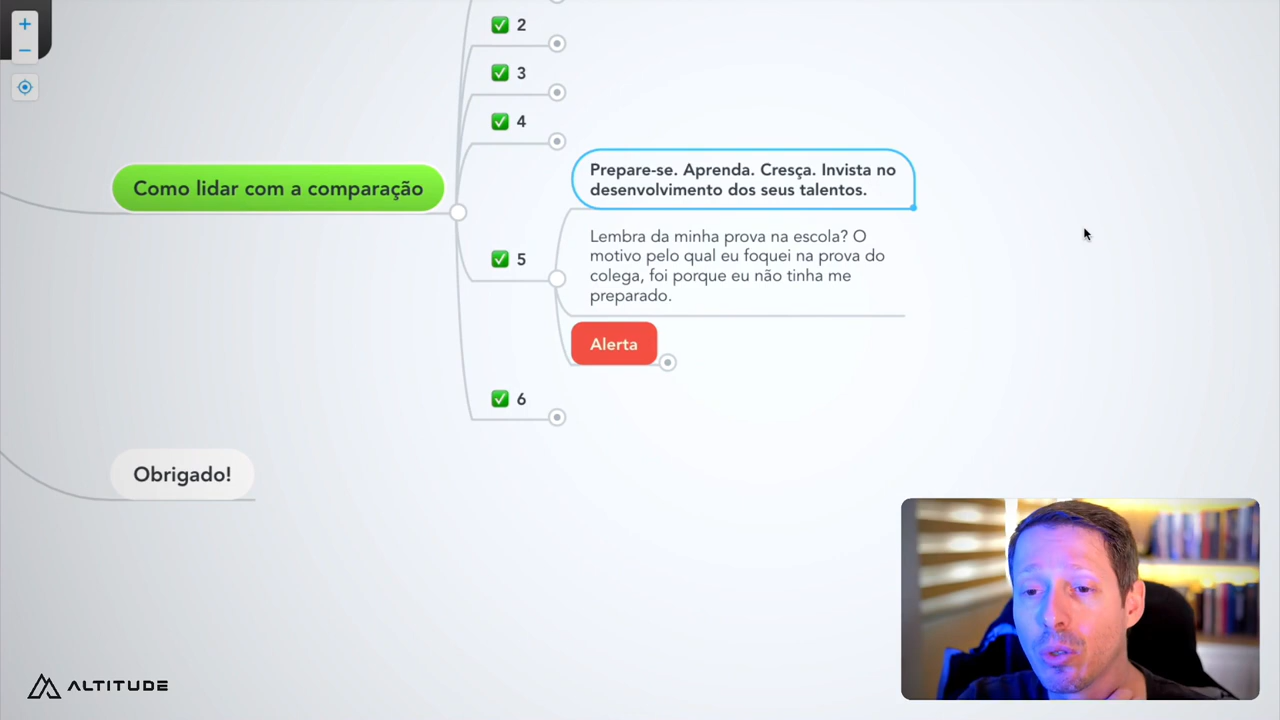 ✅ 2
✅ 3
✅ 4
Como lidar com a comparação
Prepare-se. Aprenda. Cresça. Invista no
desenvolvimento dos seus talentos.
✅ 5
Lembra da minha prova na escola? O
motivo pelo qual eu foquei na prova do
colega, foi porque eu não tinha me
preparado.
Alerta
✅ 6
Obrigado!
ALTITUDE